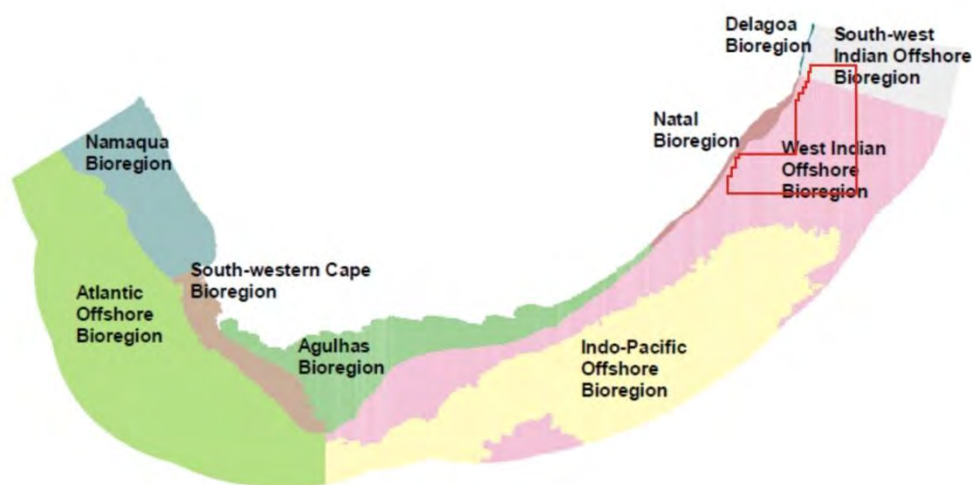 Delagoa
Bioregion
South-west
Indian Offshore
Bioregion
Namaqua
Bioregion
Natal
Bioregion
West Indian
Offshore
Bioregion
South-western Cape
Bioregion
Atlantic
Offshore
Bioregion
Agulhas
Bioregion
Indo-Pacific
Offshore
Bioregion